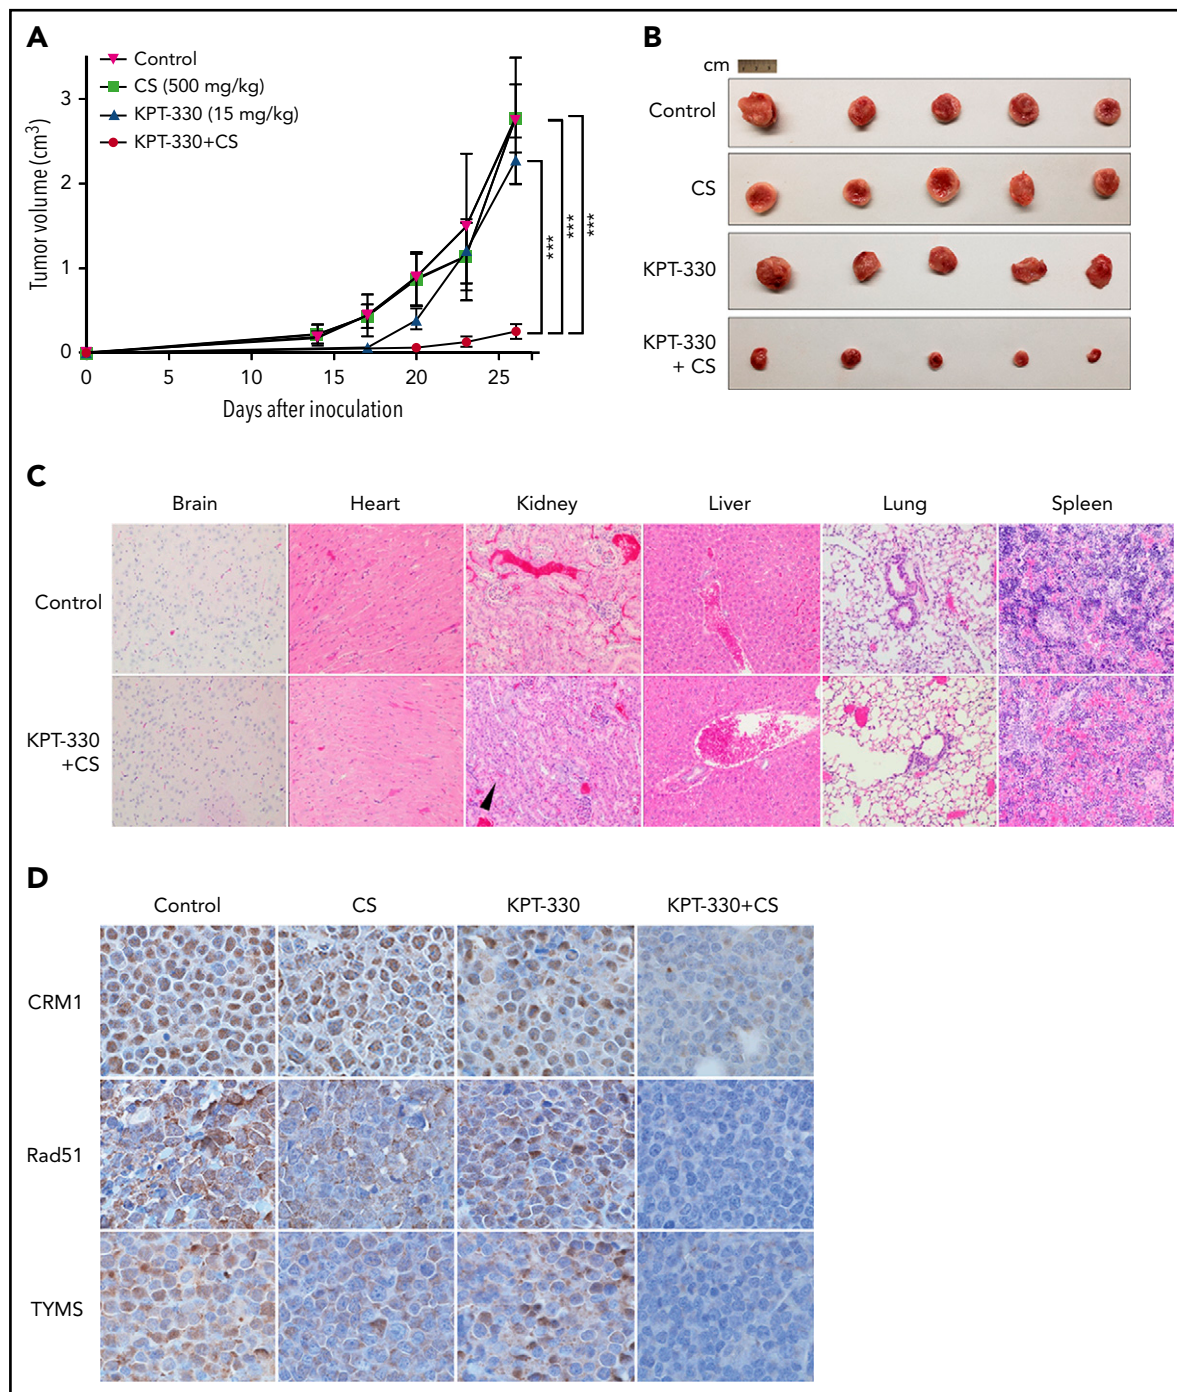 A
Control
CS (500 mg/kg)
KPT-330 (15 mg/kg)
KPT-330+CS
Tumor volume (cm³)
3
2
1
0
0 5 10 15 20 25
Days after inoculation
***
***
***
B
cm
Control
CS
KPT-330
KPT-330
+ CS
C
Brain Heart Kidney Liver Lung Spleen
Control
KPT-330
+CS
D
Control CS KPT-330 KPT-330+CS
CRM1
Rad51
TYMS